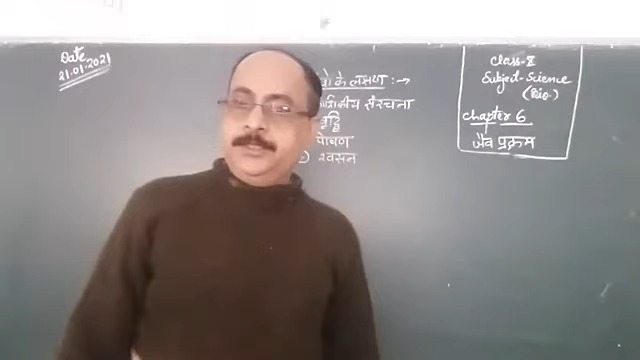 Date
21.01.2021
के लक्षण :→
संरचना
वृद्धि
पोषण
श्वसन
Class-X
Subject-Science
(Bio.)
Chapter 6
जैव प्रक्रम